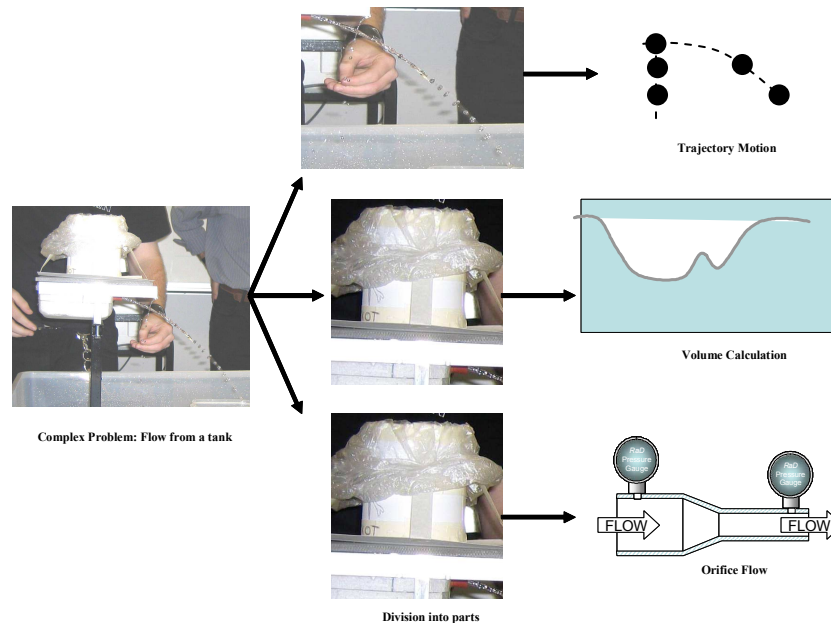 Trajectory Motion
Volume Calculation
Complex Problem: Flow from a tank
RaD
Pressure
Gauge
RaD
Pressure
Gauge
FLOW
FLOW
Orifice Flow
Division into parts